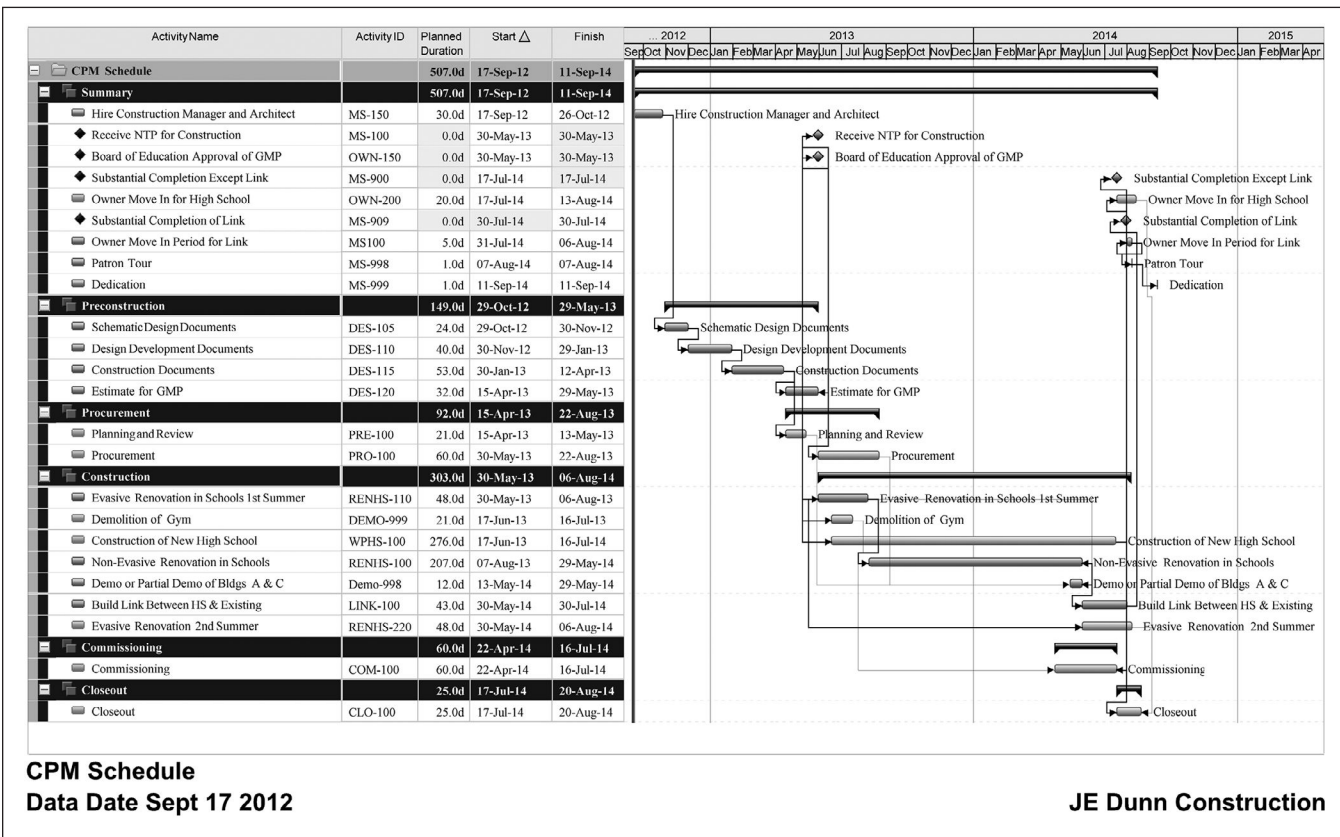 Activity Name Activity ID Planned Duration Start △ Finish
... 2012 2013 2014 2015
Sep Oct Nov Dec Jan Feb Mar Apr May Jun Jul Aug Sep Oct Nov Dec Jan Feb Mar Apr May Jun Jul Aug Sep Oct Nov Dec Jan Feb Mar Apr
CPM Schedule 507.0d 17-Sep-12 11-Sep-14
Summary 507.0d 17-Sep-12 11-Sep-14
Hire Construction Manager and Architect MS-150 30.0d 17-Sep-12 26-Oct-12 Hire Construction Manager and Architect
Receive NTP for Construction MS-100 0.0d 30-May-13 30-May-13 Receive NTP for Construction
Board of Education Approval of GMP OWN-150 0.0d 30-May-13 30-May-13 Board of Education Approval of GMP
Substantial Completion Except Link MS-900 0.0d 17-Jul-14 17-Jul-14 Substantial Completion Except Link
Owner Move In for High School OWN-200 20.0d 17-Jul-14 13-Aug-14 Owner Move In for High School
Substantial Completion of Link MS-909 0.0d 30-Jul-14 30-Jul-14 Substantial Completion of Link
Owner Move In Period for Link MS100 5.0d 31-Jul-14 06-Aug-14 Owner Move In Period for Link
Patron Tour MS-998 1.0d 07-Aug-14 07-Aug-14 Patron Tour
Dedication MS-999 1.0d 11-Sep-14 11-Sep-14 Dedication
Preconstruction 149.0d 29-Oct-12 29-May-13
Schematic Design Documents DES-105 24.0d 29-Oct-12 30-Nov-12 Schematic Design Documents
Design Development Documents DES-110 40.0d 30-Nov-12 29-Jan-13 Design Development Documents
Construction Documents DES-115 53.0d 30-Jan-13 12-Apr-13 Construction Documents
Estimate for GMP DES-120 32.0d 15-Apr-13 29-May-13 Estimate for GMP
Procurement 92.0d 15-Apr-13 22-Aug-13
Planning and Review PRE-100 21.0d 15-Apr-13 13-May-13 Planning and Review
Procurement PRO-100 60.0d 30-May-13 22-Aug-13 Procurement
Construction 303.0d 30-May-13 06-Aug-14
Evasive Renovation in Schools 1st Summer RENHS-110 48.0d 30-May-13 06-Aug-13 Evasive Renovation in Schools 1st Summer
Demolition of Gym DEMO-999 21.0d 17-Jun-13 16-Jul-13 Demolition of Gym
Construction of New High School WPHS-100 276.0d 17-Jun-13 16-Jul-14 Construction of New High School
Non-Evasive Renovation in Schools RENHS-100 207.0d 07-Aug-13 29-May-14 Non-Evasive Renovation in Schools
Demo or Partial Demo of Bldgs A & C Demo-998 12.0d 13-May-14 29-May-14 Demo or Partial Demo of Bldgs A & C
Build Link Between HS & Existing LINK-100 43.0d 30-May-14 30-Jul-14 Build Link Between HS & Existing
Evasive Renovation 2nd Summer RENHS-220 48.0d 30-May-14 06-Aug-14 Evasive Renovation 2nd Summer
Commissioning 60.0d 22-Apr-14 16-Jul-14
Commissioning COM-100 60.0d 22-Apr-14 16-Jul-14 Commissioning
Closeout 25.0d 17-Jul-14 20-Aug-14
Closeout CLO-100 25.0d 17-Jul-14 20-Aug-14 Closeout
CPM Schedule
Data Date Sept 17 2012 JE Dunn Construction